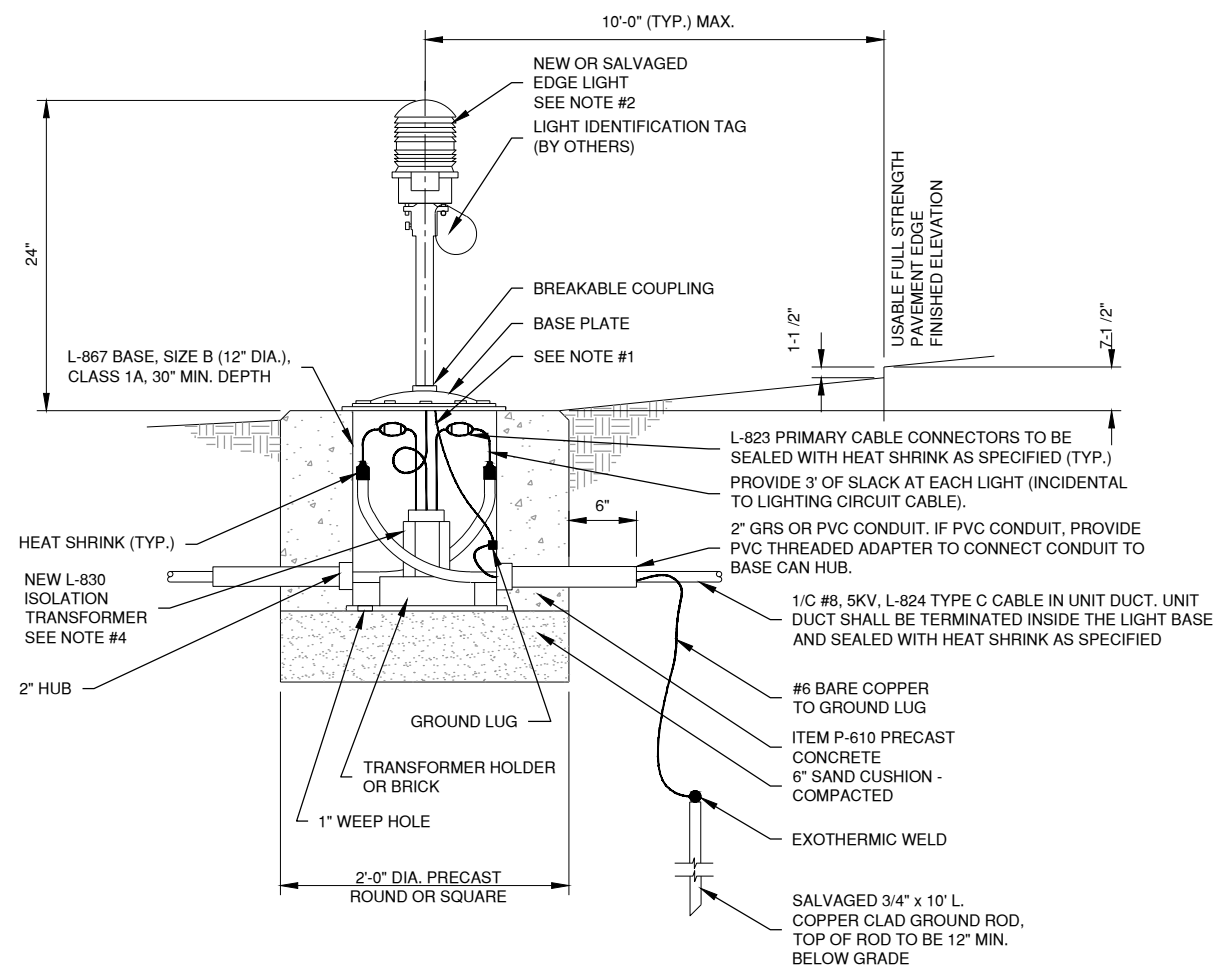 10'-0" (TYP.) MAX.
NEW OR SALVAGED
EDGE LIGHT
SEE NOTE #2
LIGHT IDENTIFICATION TAG
(BY OTHERS)
24"
USABLE FULL STRENGTH
PAVEMENT EDGE
FINISHED ELEVATION
BREAKABLE COUPLING
BASE PLATE
SEE NOTE #1
1-1 /2"
7-1 /2"
L-867 BASE, SIZE B (12" DIA.),
CLASS 1A, 30" MIN. DEPTH
L-823 PRIMARY CABLE CONNECTORS TO BE
SEALED WITH HEAT SHRINK AS SPECIFIED (TYP.)
PROVIDE 3' OF SLACK AT EACH LIGHT (INCIDENTAL
TO LIGHTING CIRCUIT CABLE).
6"
2" GRS OR PVC CONDUIT. IF PVC CONDUIT, PROVIDE
PVC THREADED ADAPTER TO CONNECT CONDUIT TO
BASE CAN HUB.
HEAT SHRINK (TYP.)
NEW L-830
ISOLATION
TRANSFORMER
SEE NOTE #4
1/C #8, 5KV, L-824 TYPE C CABLE IN UNIT DUCT. UNIT
DUCT SHALL BE TERMINATED INSIDE THE LIGHT BASE
AND SEALED WITH HEAT SHRINK AS SPECIFIED
2" HUB
#6 BARE COPPER
TO GROUND LUG
GROUND LUG
ITEM P-610 PRECAST
CONCRETE
TRANSFORMER HOLDER
OR BRICK
6" SAND CUSHION -
COMPACTED
1" WEEP HOLE
EXOTHERMIC WELD
2'-0" DIA. PRECAST
ROUND OR SQUARE
SALVAGED 3/4" x 10' L.
COPPER CLAD GROUND ROD,
TOP OF ROD TO BE 12" MIN.
BELOW GRADE